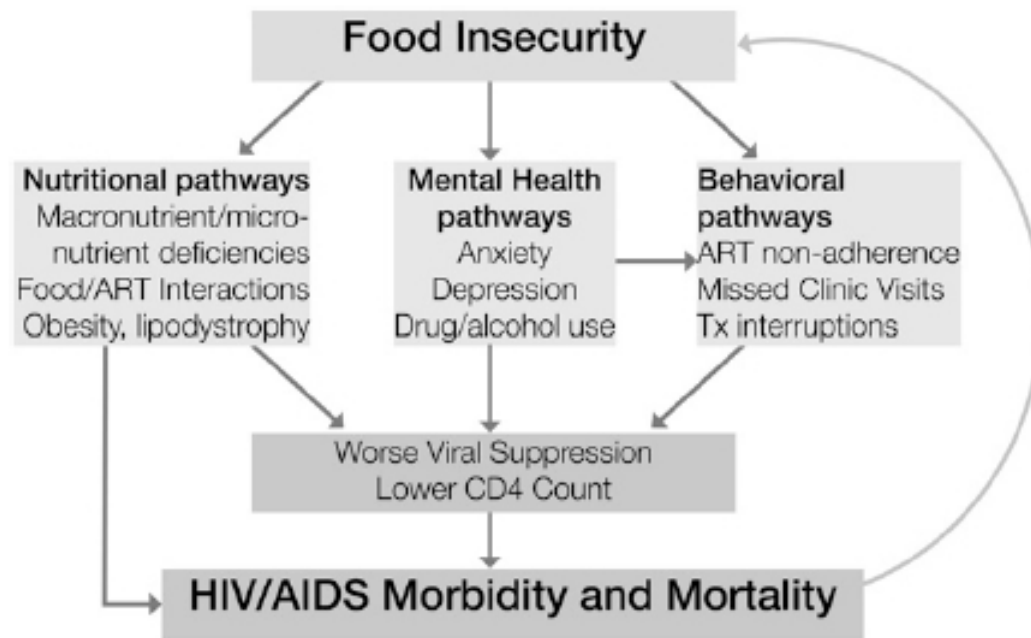 Food Insecurity
Nutritional pathways
Macronutrient/micro-
nutrient deficiencies
Food/ART Interactions
Obesity, lipodystrophy
Mental Health
pathways
Anxiety
Depression
Drug/alcohol use
Behavioral
pathways
ART non-adherence
Missed Clinic Visits
Tx interruptions
Worse Viral Suppression
Lower CD4 Count
HIV/AIDS Morbidity and Mortality